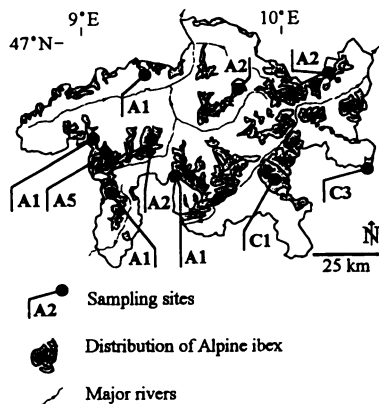 9°E
10°E
47°N
A2
A2
A1
A1
A5
A2
A1
A1
C1
C3
N
25 km
A2
Sampling sites
Distribution of Alpine ibex
Major rivers